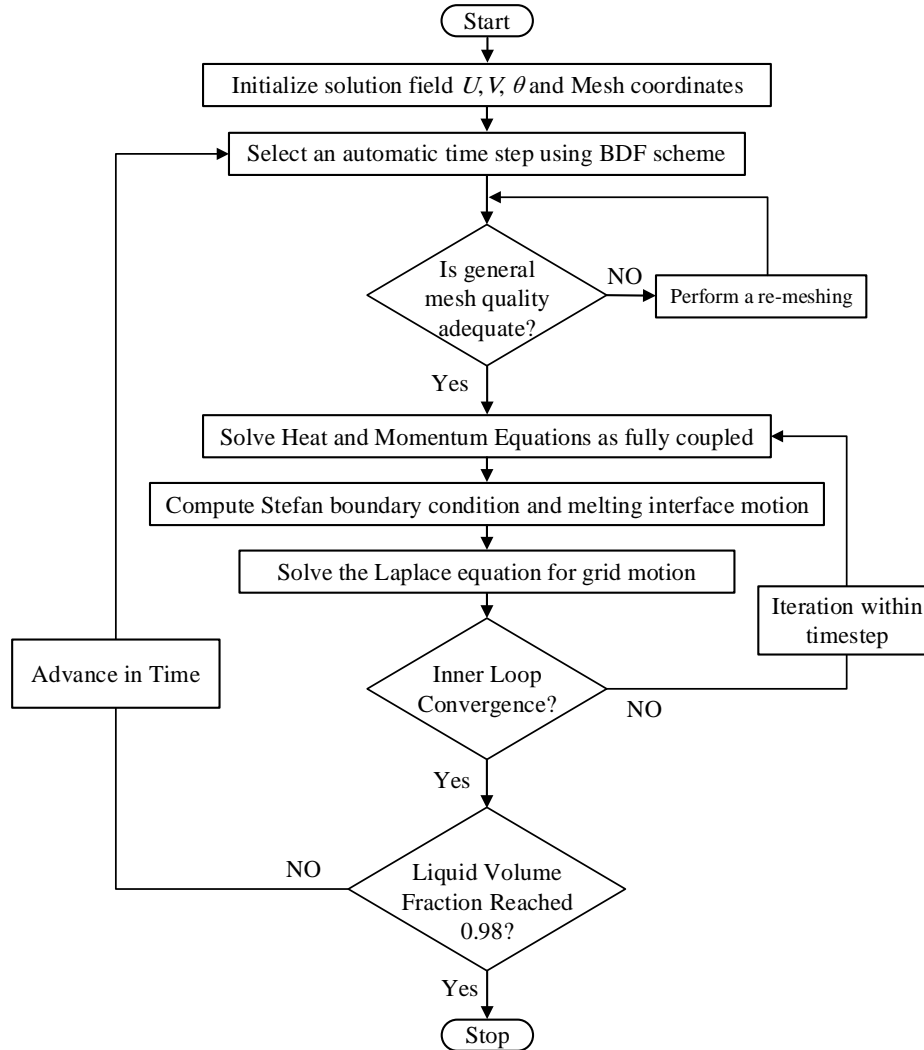 Start
Initialize solution field U, V, θ and Mesh coordinates
Select an automatic time step using BDF scheme
Is general
mesh quality
adequate?
NO
Perform a re-meshing
Yes
Solve Heat and Momentum Equations as fully coupled
Compute Stefan boundary condition and melting interface motion
Solve the Laplace equation for grid motion
Iteration within
timestep
Advance in Time
Inner Loop
Convergence?
NO
Yes
NO
Liquid Volume
Fraction Reached
0.98?
Yes
Stop